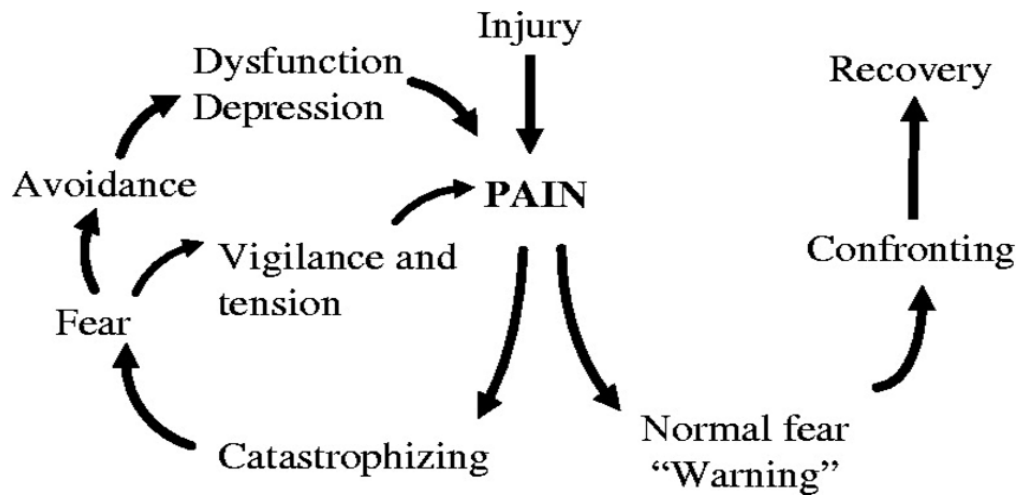 Injury
Dysfunction
Depression
Recovery
Avoidance
PAIN
Vigilance and
tension
Confronting
Fear
Catastrophizing
Normal fear
“Warning”